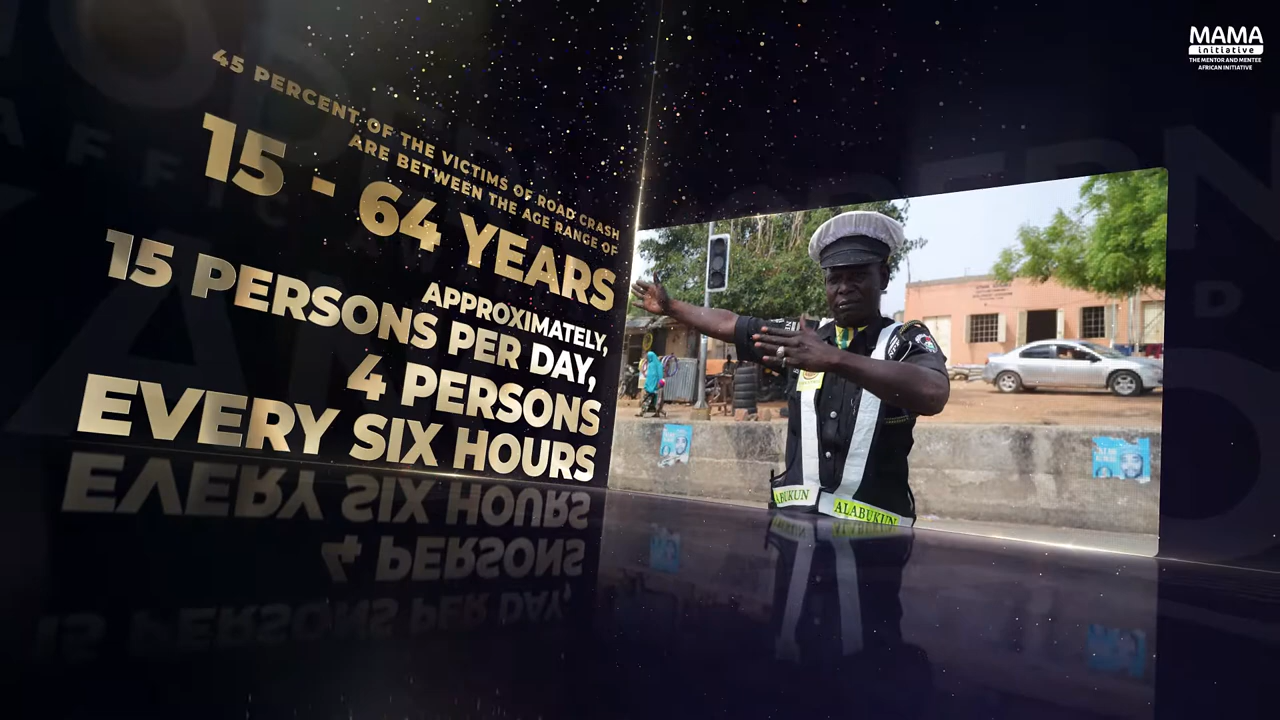 45 PERCENT OF THE VICTIMS OF ROAD CRASH
ARE BETWEEN THE AGE RANGE OF
15 - 64 YEARS
APPROXIMATELY,
15 PERSONS PER DAY,
4 PERSONS
EVERY SIX HOURS
MAMA
initiative
THE MENTOR AND MENTEE
AFRICAN INITIATIVE
ALABUKUN